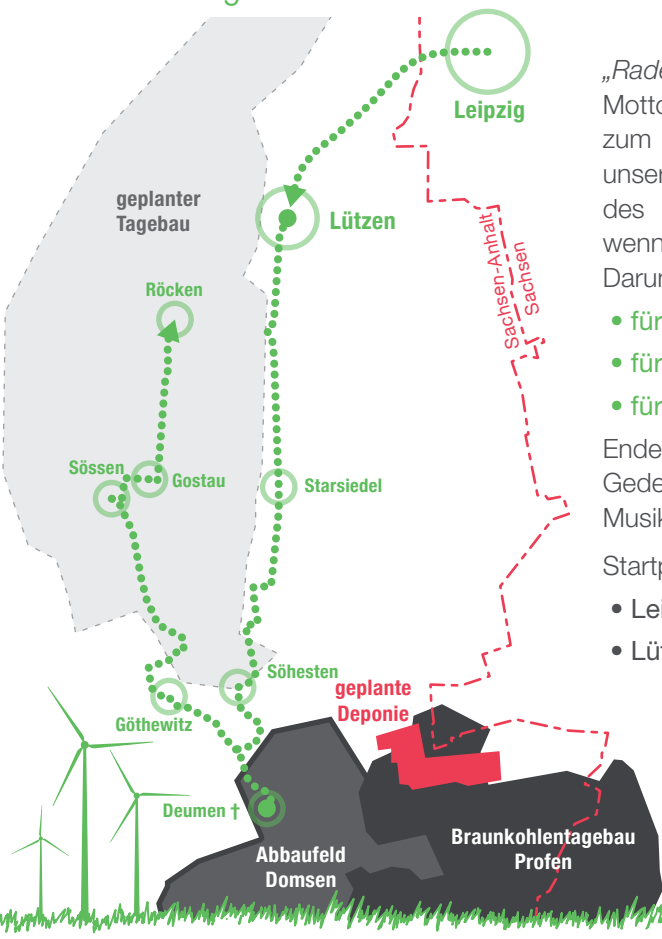 Leipzig
geplanter
Tagebau
Lützen
Röcken
Sachsen-Anhalt
Sachsen
Sössen
Gostau
Starsiedel
Söhesten
Göthewitz
geplante
Deponie
Deumen †
Abbaufeld
Domsen
Braunkohlentagebau
Profen
Motto
zum
unser
des
wenn
Darum
• für
• für
• für
Ende
Gede
Musik
Startp
• Lei
• Lüt